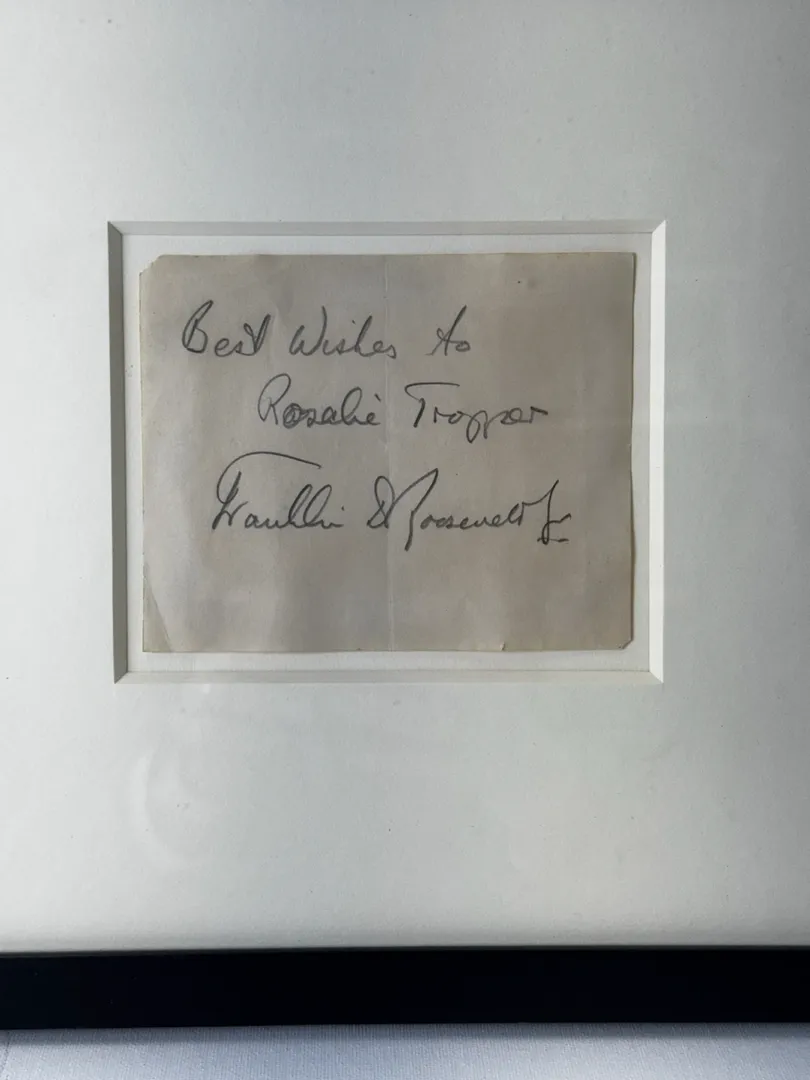 Best Wishes to
Rosalie Tropper
Franklin D Roosevelt Jr